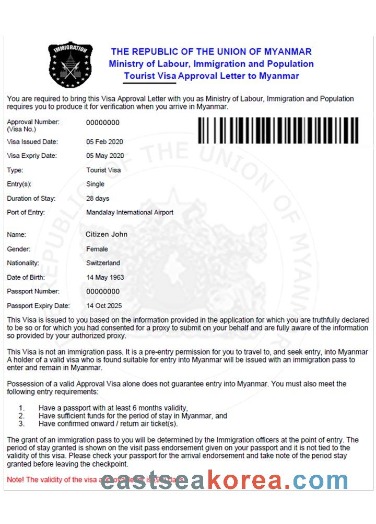 IMMIGRATION
THE REPUBLIC OF THE UNION OF MYANMAR
Ministry of Labour, Immigration and Population
Tourist Visa Approval Letter to Myanmar
You are required to bring this Visa Approval Letter with you as Ministry of Labour, Immigration and Population
requires you to produce it for verification when you arrive in Myanmar.
Approval Number: 00000000
(Visa No.)
Visa Issued Date: 05 Feb 2020
Visa Expriy Date: 05 May 2020
Type: Tourist Visa
Entry(s): Single
Duration of Stay: 28 days
Port of Entry: Mandalay International Airport
Name: Citizen John
Gender: Female
Nationality: Switzerland
Date of Birth: 14 May 1963
Passport Number: 00000000
Passport Expiry Date: 14 Oct 2025
THE REPUBLIC OF THE UNION OF MYANMAR
This Visa is issued to you based on the information provided in the application for which you are truthfully declared
to be so or for which you had consented for a proxy to submit on your behalf and are fully aware of the information
so provided by your authorized proxy.
This Visa is not an immigration pass. It is a pre-entry permission for you to travel to, and seek entry, into Myanmar
A holder of a valid visa who is found suitable for entry into Myanmar will be issued with an immigration pass to
enter and remain in Myanmar.
Possession of a valid Approval Visa alone does not guarantee entry into Myanmar. You must also meet the
following entry requirements:
1. Have a passport with at least 6 months validity,
2. Have sufficient funds for the period of stay in Myanmar, and
3. Have confirmed onward / return air ticket(s).
The grant of an immigration pass to you will be determined by the Immigration officers at the point of entry. The
period of stay granted is shown on the visit pass endorsement given on your passport and it is not tied to the
validity of this visa. Please check your passport for the arrival endorsement and take note of the period of stay
granted before leaving the checkpoint.
Note! The validity of the visa
eastseakorea.com